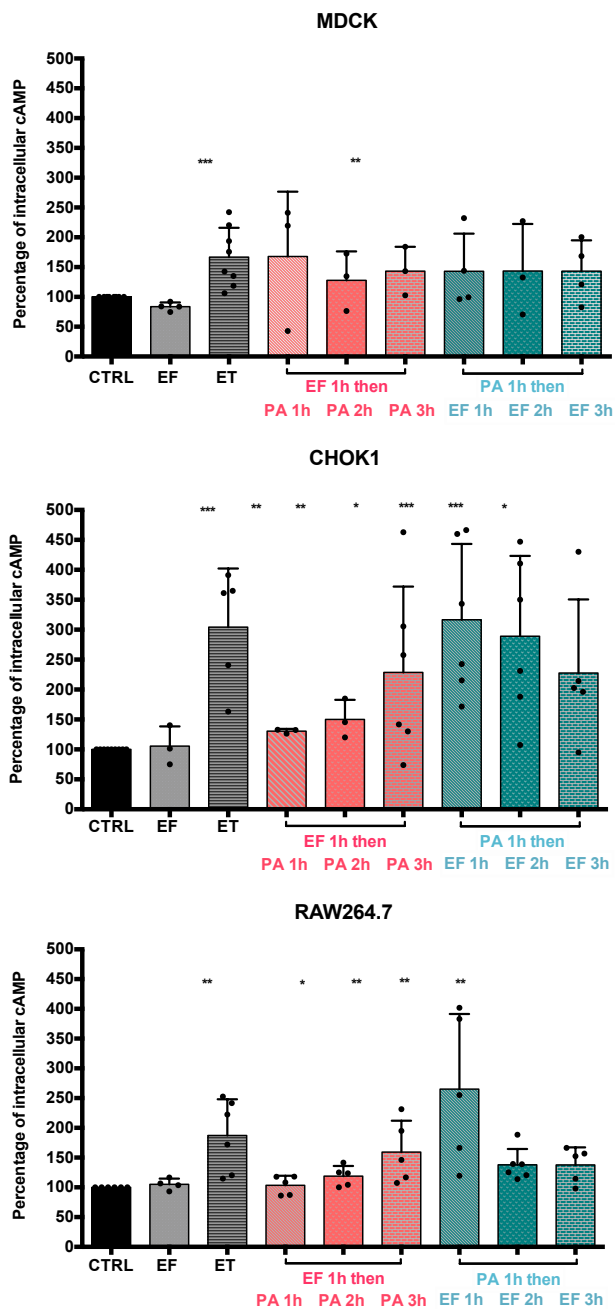 MDCK
Percentage of intracellular cAMP
500
450
400
350
300
250
200
150
100
50
0
*** **
CTRL EF ET
EF 1h then PA 1h then
PA 1h PA 2h PA 3h EF 1h EF 2h EF 3h
CHOK1
Percentage of intracellular cAMP
500
450
400
350
300
250
200
150
100
50
0
*** ** ** * *** *** *
CTRL EF ET
EF 1h then PA 1h then
PA 1h PA 2h PA 3h EF 1h EF 2h EF 3h
RAW264.7
Percentage of intracellular cAMP
500
450
400
350
300
250
200
150
100
50
0
** * ** ** **
CTRL EF ET
EF 1h then PA 1h then
PA 1h PA 2h PA 3h EF 1h EF 2h EF 3h